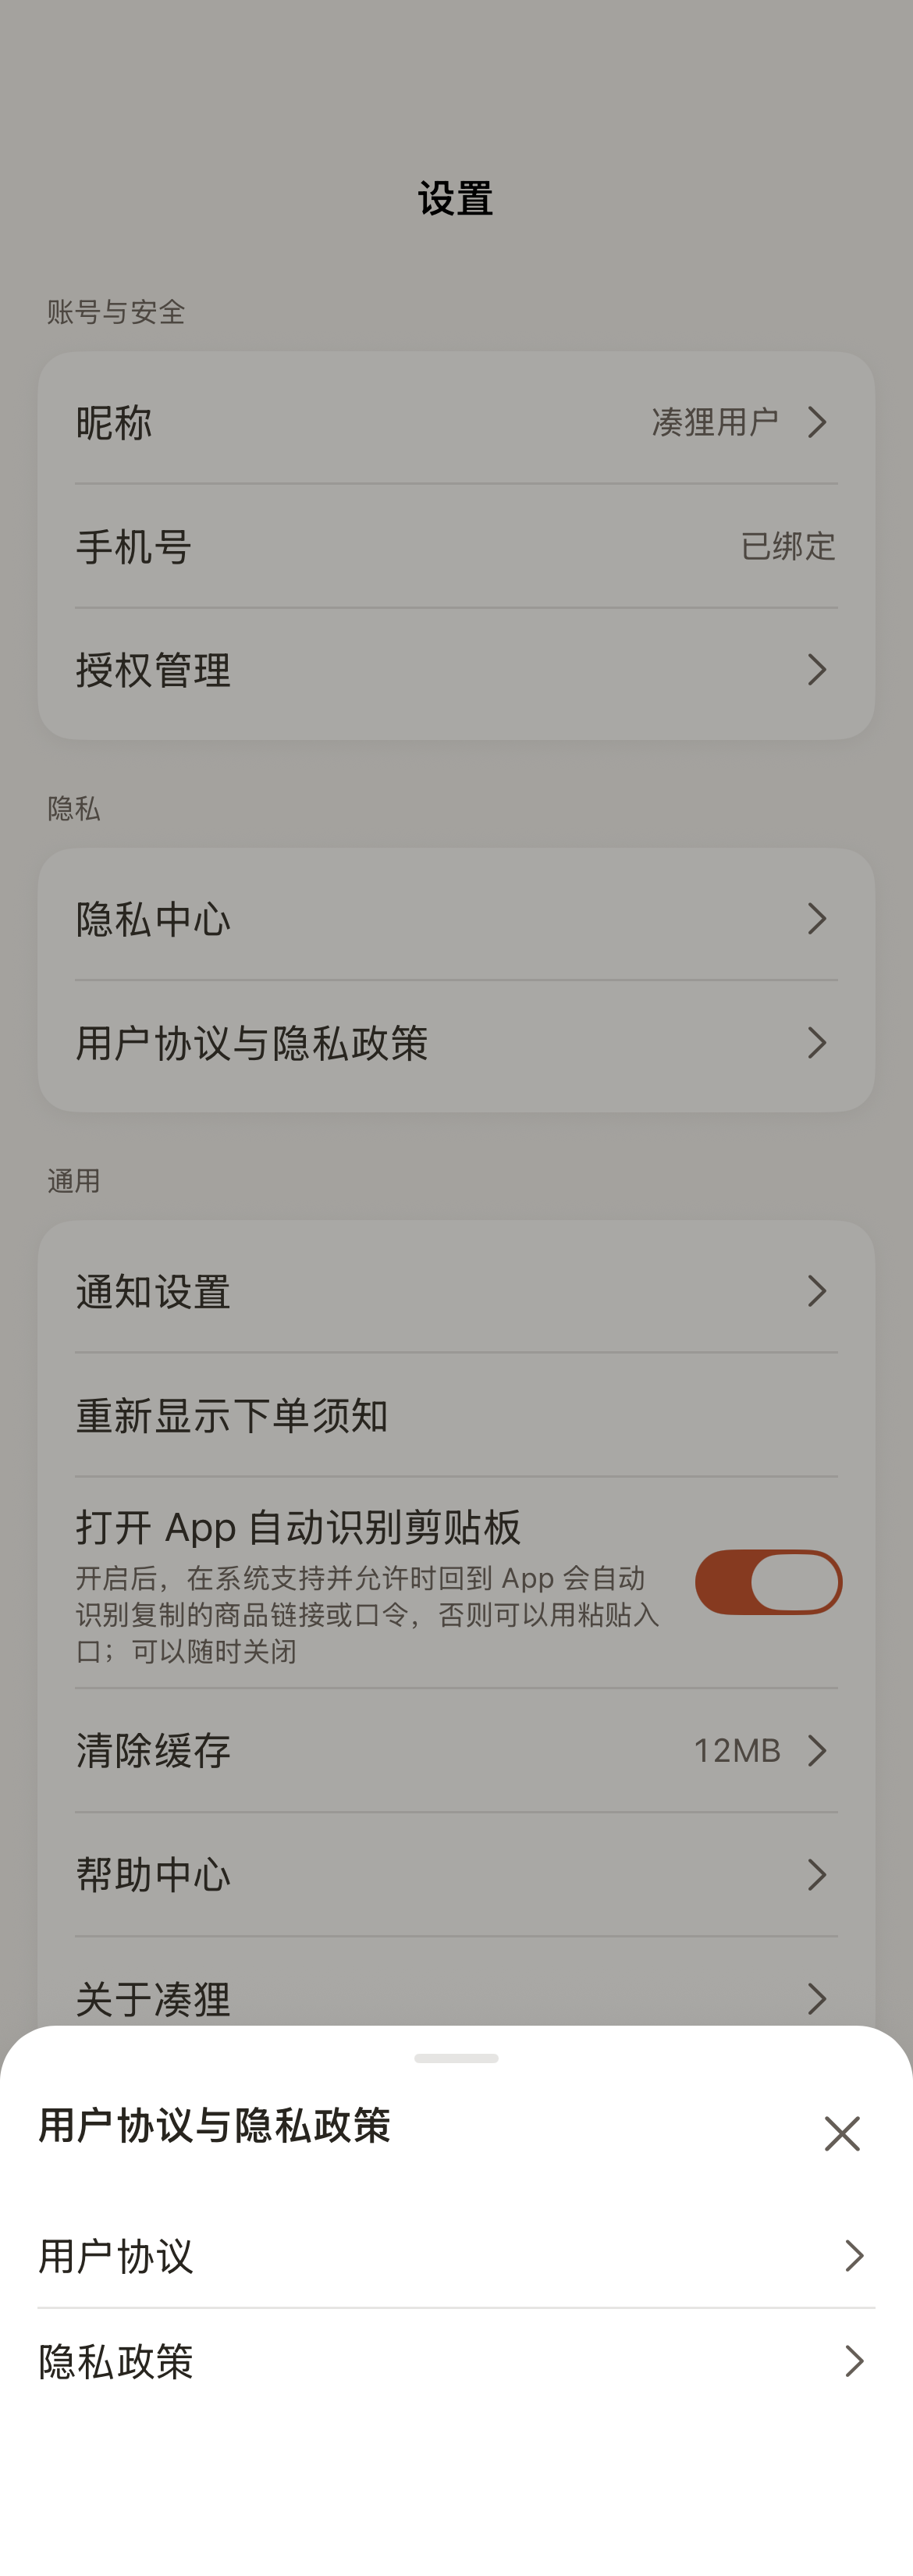 设置
账号与安全
昵称
凑狸用户
手机号
已绑定
授权管理
隐私
隐私中心
用户协议与隐私政策
通用
通知设置
重新显示下单须知
打开 App 自动识别剪贴板
开启后，在系统支持并允许时回到 App 会自动
识别复制的商品链接或口令，否则可以用粘贴入
口；可以随时关闭
清除缓存
12MB
帮助中心
关于凑狸
用户协议与隐私政策
用户协议
隐私政策